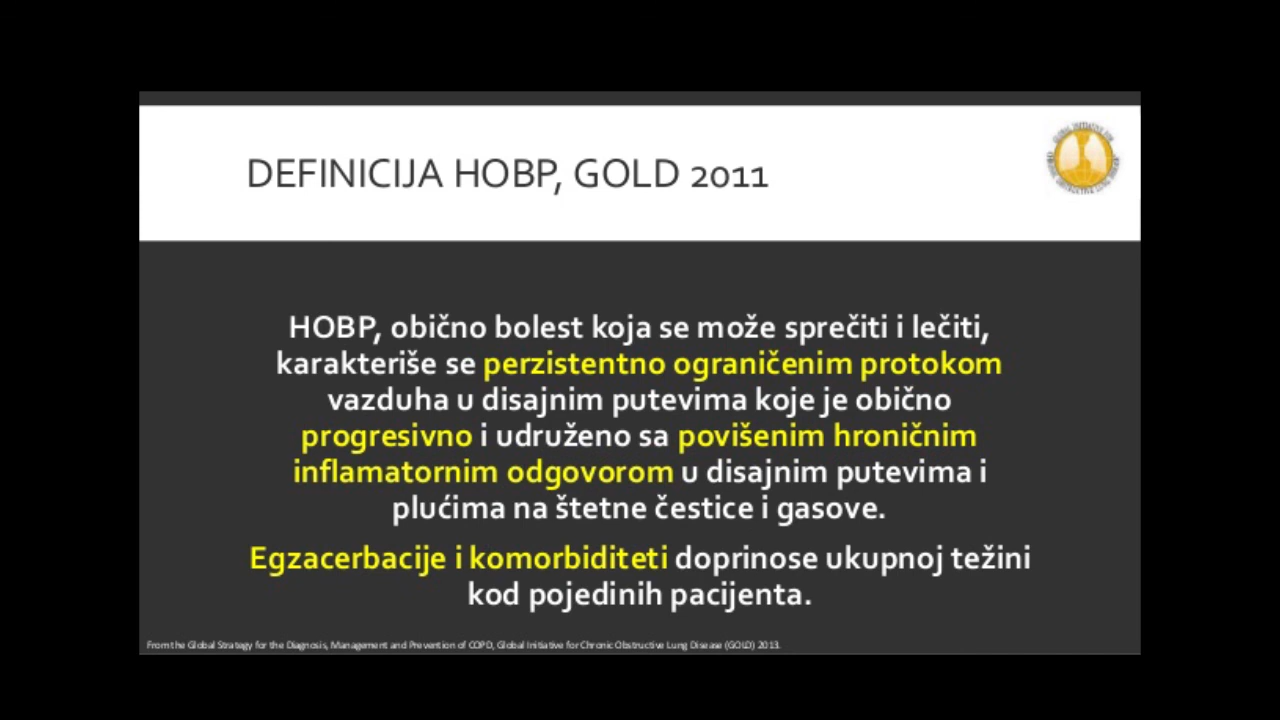 DEFINICIJA HOBP, GOLD 2011
HOBP, obično bolest koja se može sprečiti i lečiti,
karakteriše se perzistentno ograničenim protokom
vazduha u disajnim putevima koje je obično
progresivno i udruženo sa povišenim hroničnim
inflamatornim odgovorom u disajnim putevima i
plućima na štetne čestice i gasove.
Egzacerbacije i komorbiditeti doprinose ukupnoj težini
kod pojedinih pacijenta.
From the Global Strategy for the Diagnosis, Management and Prevention of COPD, Global Initiative for Chronic Obstructive Lung Disease (GOLD) 2013.